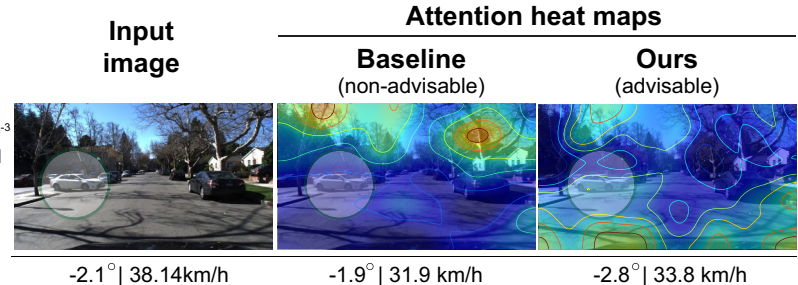 Attention heat maps
Input
image
Baseline
(non-advisable)
Ours
(advisable)
-3
-2.1°| 38.14km/h
-1.9°| 31.9 km/h
-2.8°| 33.8 km/h